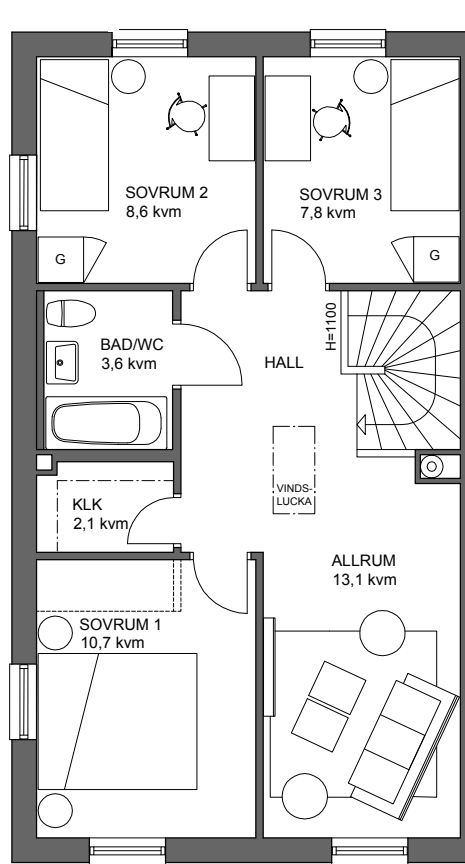 SOVRUM 2
8,6 kvm
SOVRUM 3
7,8 kvm
G
G
BAD/WC
3,6 kvm
HALL
H=1100
KLK
2,1 kvm
VINDS-
LUCKA
ALLRUM
13,1 kvm
SOVRUM 1
10,7 kvm